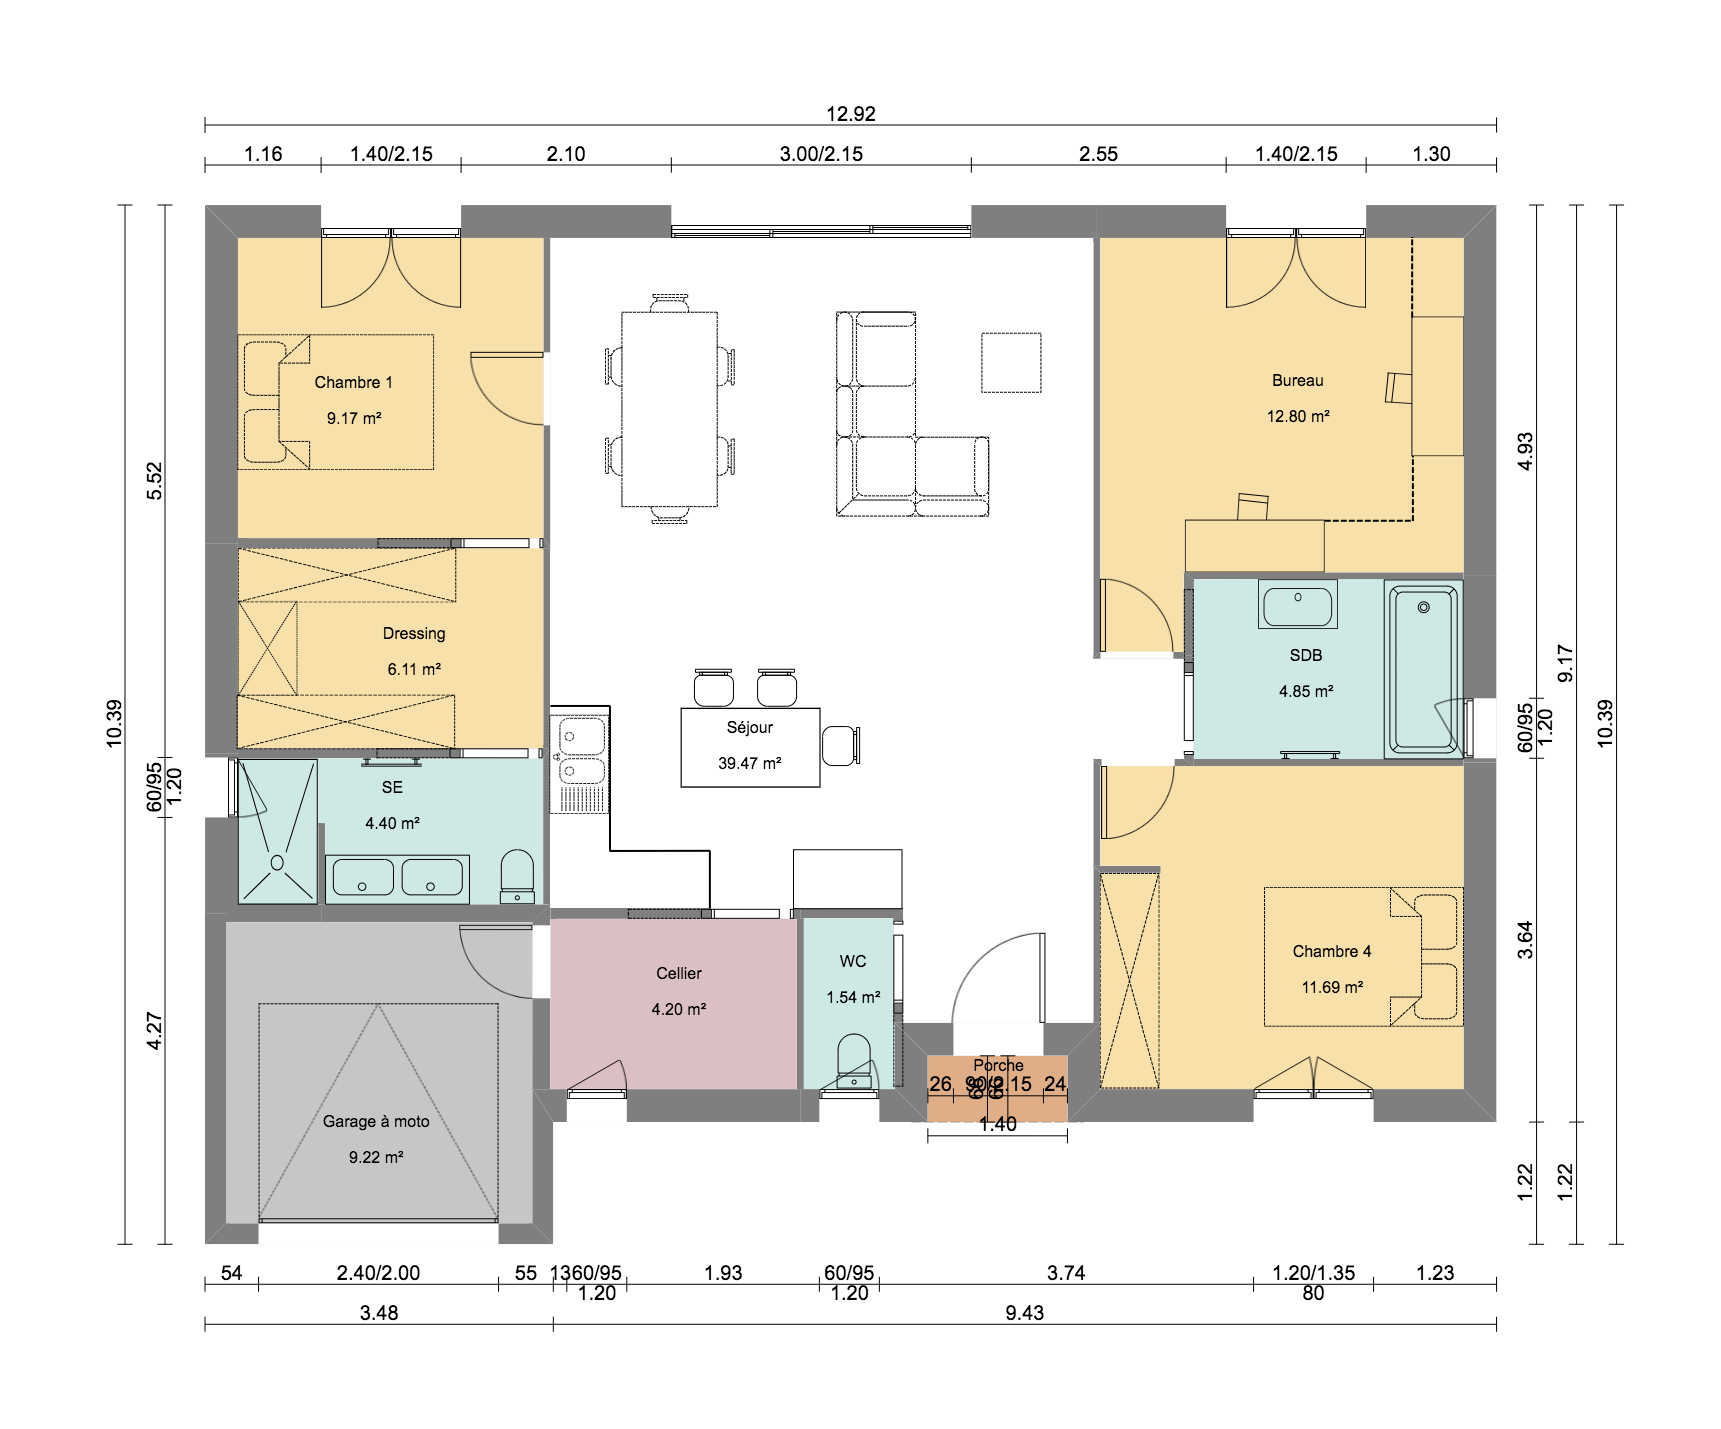 12.92
1.16 1.40/2.15 2.10 3.00/2.15 2.55 1.40/2.15 1.30
Chambre 1
9.17 m²
Bureau
12.80 m²
5.52
4.93
Dressing
6.11 m²
SDB
4.85 m²
9.17
10.39
10.39
Séjour
39.47 m²
60/95
1.20
60/95
1.20
SE
4.40 m²
3.64
Chambre 4
11.69 m²
Cellier
4.20 m²
WC
1.54 m²
4.27
Porche
26 90/2.15 24
1.40
Garage à moto
9.22 m²
1.22
1.22
54 2.40/2.00 55 13 60/95 1.93 60/95 3.74 1.20/1.35 1.23
1.20 1.20 80
3.48 9.43